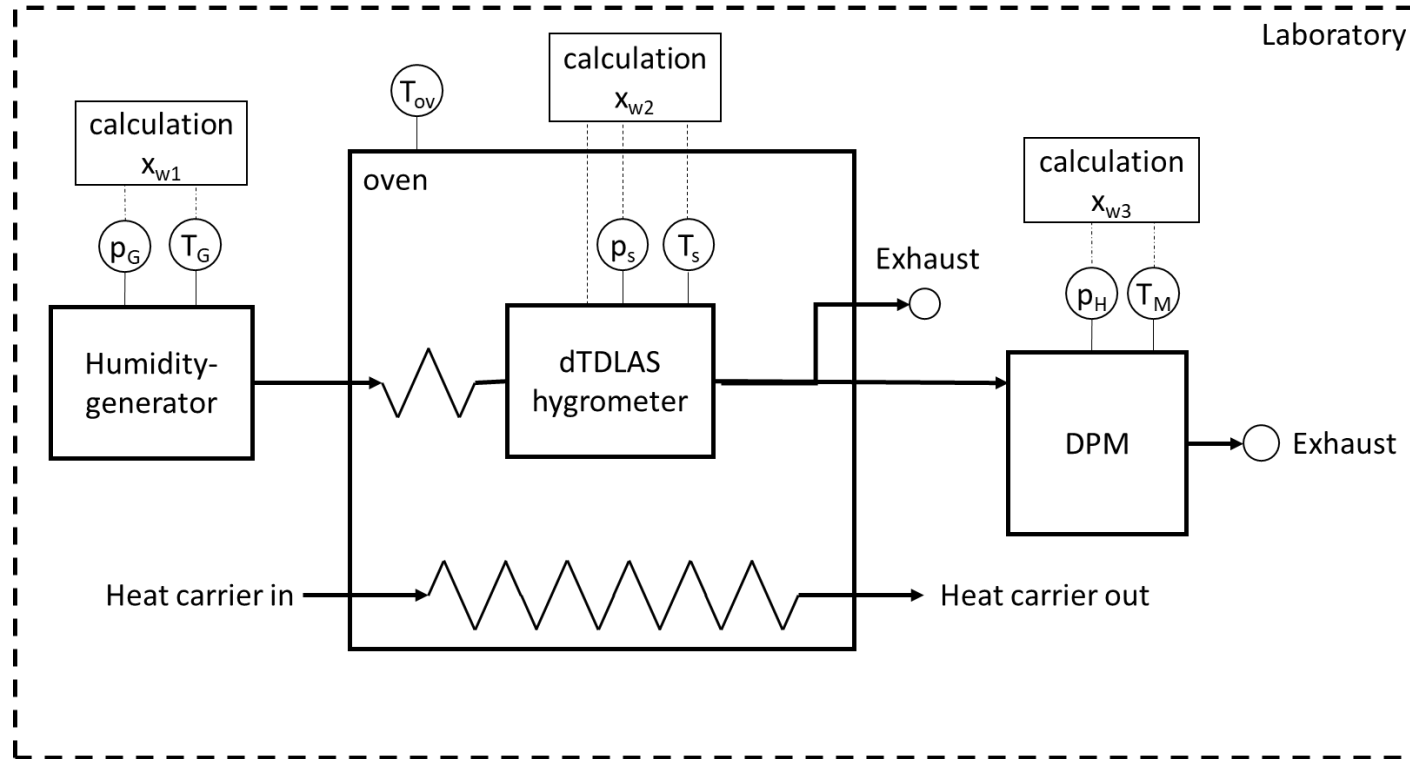 Laboratory
calculation
x_w1
p_G
T_G
Humidity-
generator
T_ov
oven
calculation
x_w2
p_s
T_s
dTDLAS
hygrometer
Exhaust
calculation
x_w3
p_H
T_M
DPM
Exhaust
Heat carrier in
Heat carrier out